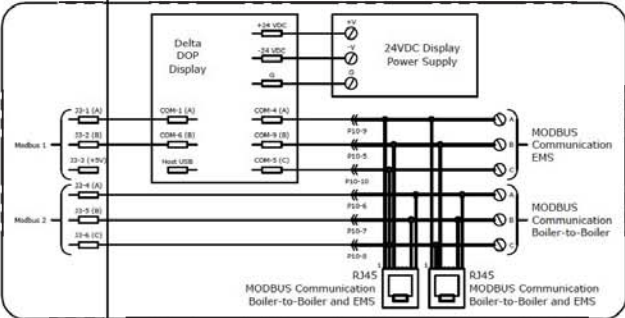 +24 VDC
+V
Delta
DOP
Display
-24 VDC
-V
24VDC Display
Power Supply
G
G
J3-1 (A)
COM-1 (A)
COM-4 (A)
A
P10-9
J3-2 (B)
COM-6 (B)
COM-9 (B)
B
MODBUS
Communication
EMS
Modbus 1
P10-5
J3-3 (+5V)
Host USB
COM-5 (C)
C
P10-10
J3-4 (A)
A
P10-6
J3-5 (B)
B
MODBUS
Communication
Boiler-to-Boiler
Modbus 2
P10-7
J3-6 (C)
C
P10-8
1
1
RJ45
MODBUS Communication
Boiler-to-Boiler and EMS
RJ45
MODBUS Communication
Boiler-to-Boiler and EMS